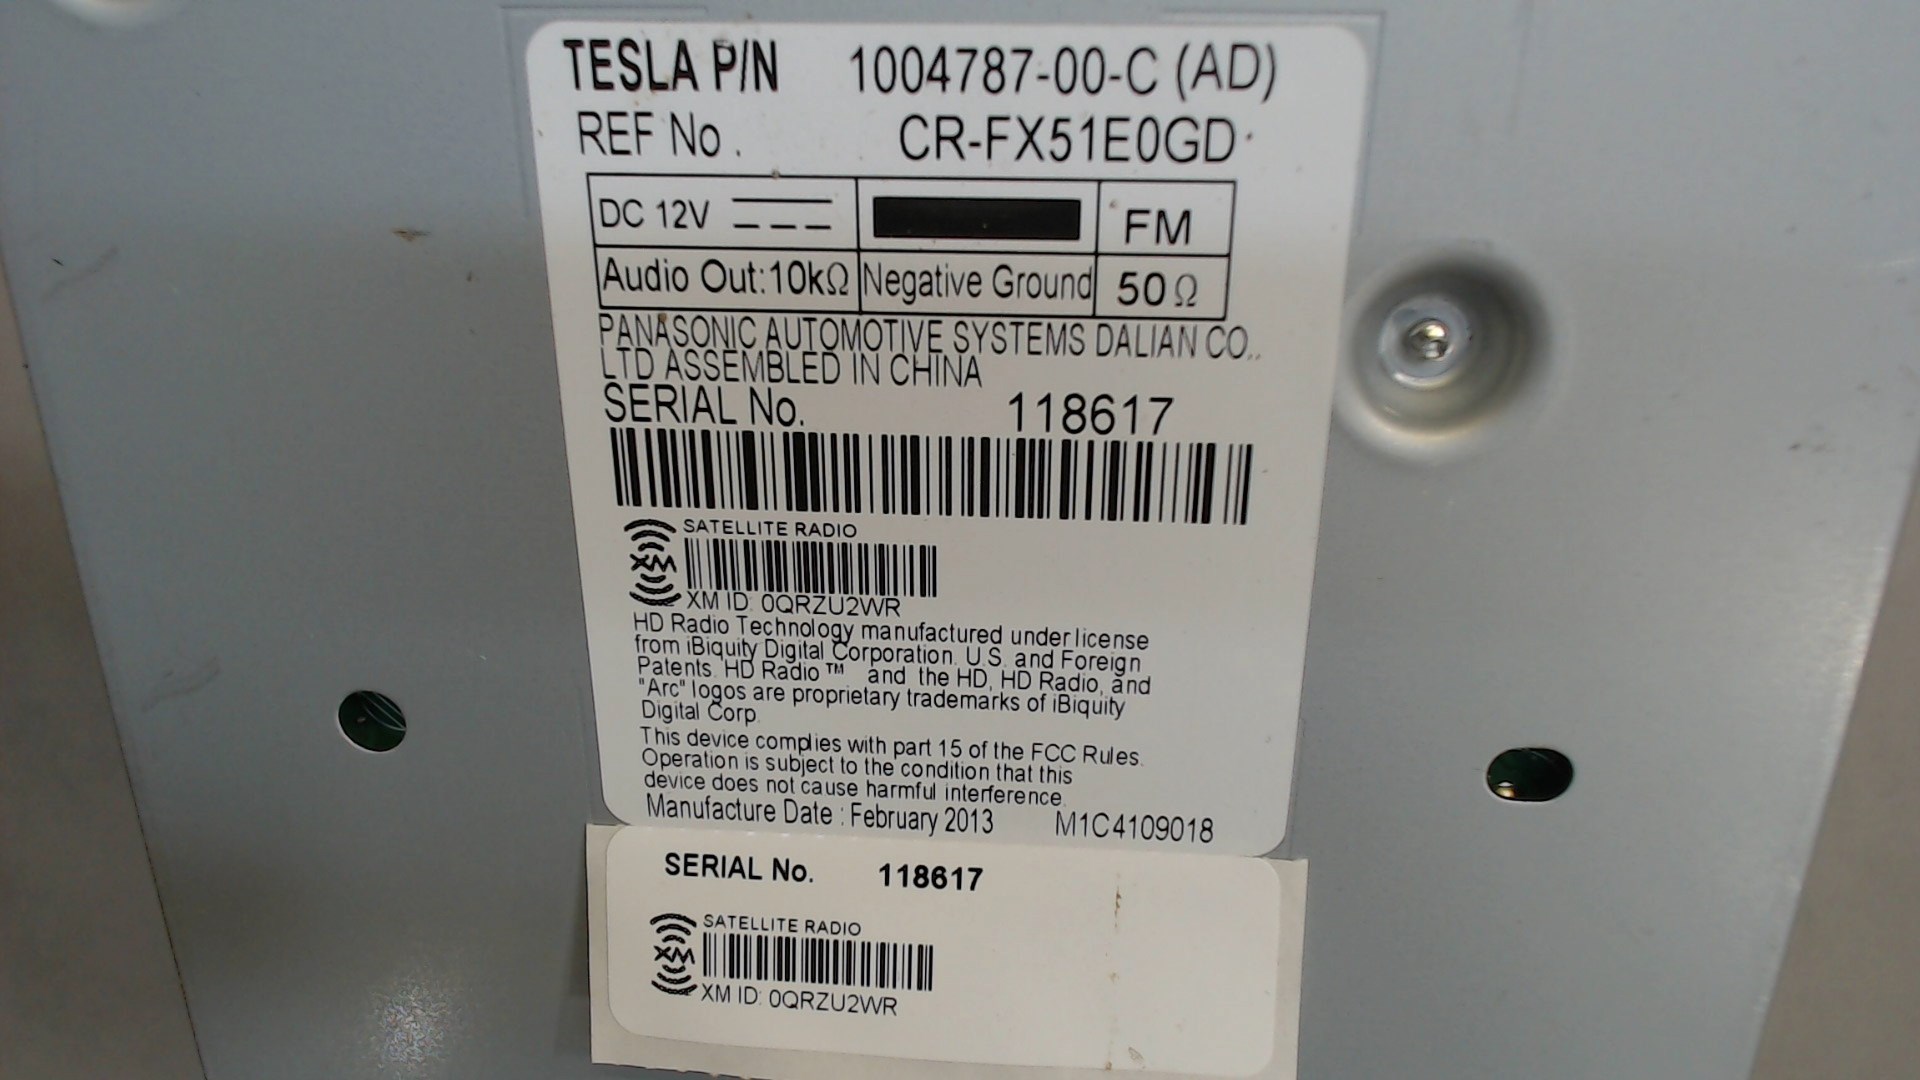 TESLA P/N 1004787-00-C (AD)
REF No. CR-FX51E0GD
DC 12V FM
Audio Out:10kΩ Negative Ground 50Ω
PANASONIC AUTOMOTIVE SYSTEMS DALIAN CO.,
LTD ASSEMBLED IN CHINA
SERIAL No. 118617
SATELLITE RADIO
XM
XM ID: 0QRZU2WR
HD Radio Technology manufactured under license
from iBiquity Digital Corporation. U.S. and Foreign
Patents. HD Radio™ and the HD, HD Radio, and
"Arc" logos are proprietary trademarks of iBiquity
Digital Corp.
This device complies with part 15 of the FCC Rules.
Operation is subject to the condition that this
device does not cause harmful interference.
Manufacture Date : February 2013 M1C4109018
SERIAL No. 118617
SATELLITE RADIO
XM
XM ID: 0QRZU2WR